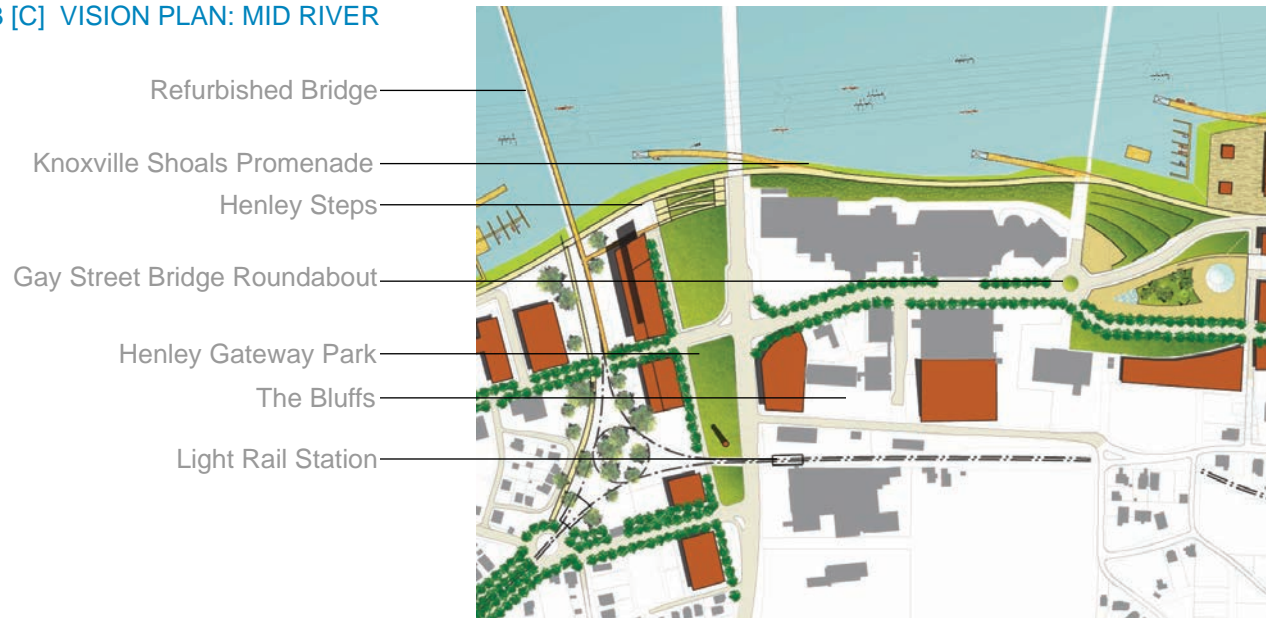 [C] VISION PLAN: MID RIVER
Refurbished Bridge
Knoxville Shoals Promenade
Henley Steps
Gay Street Bridge Roundabout
Henley Gateway Park
The Bluffs
Light Rail Station